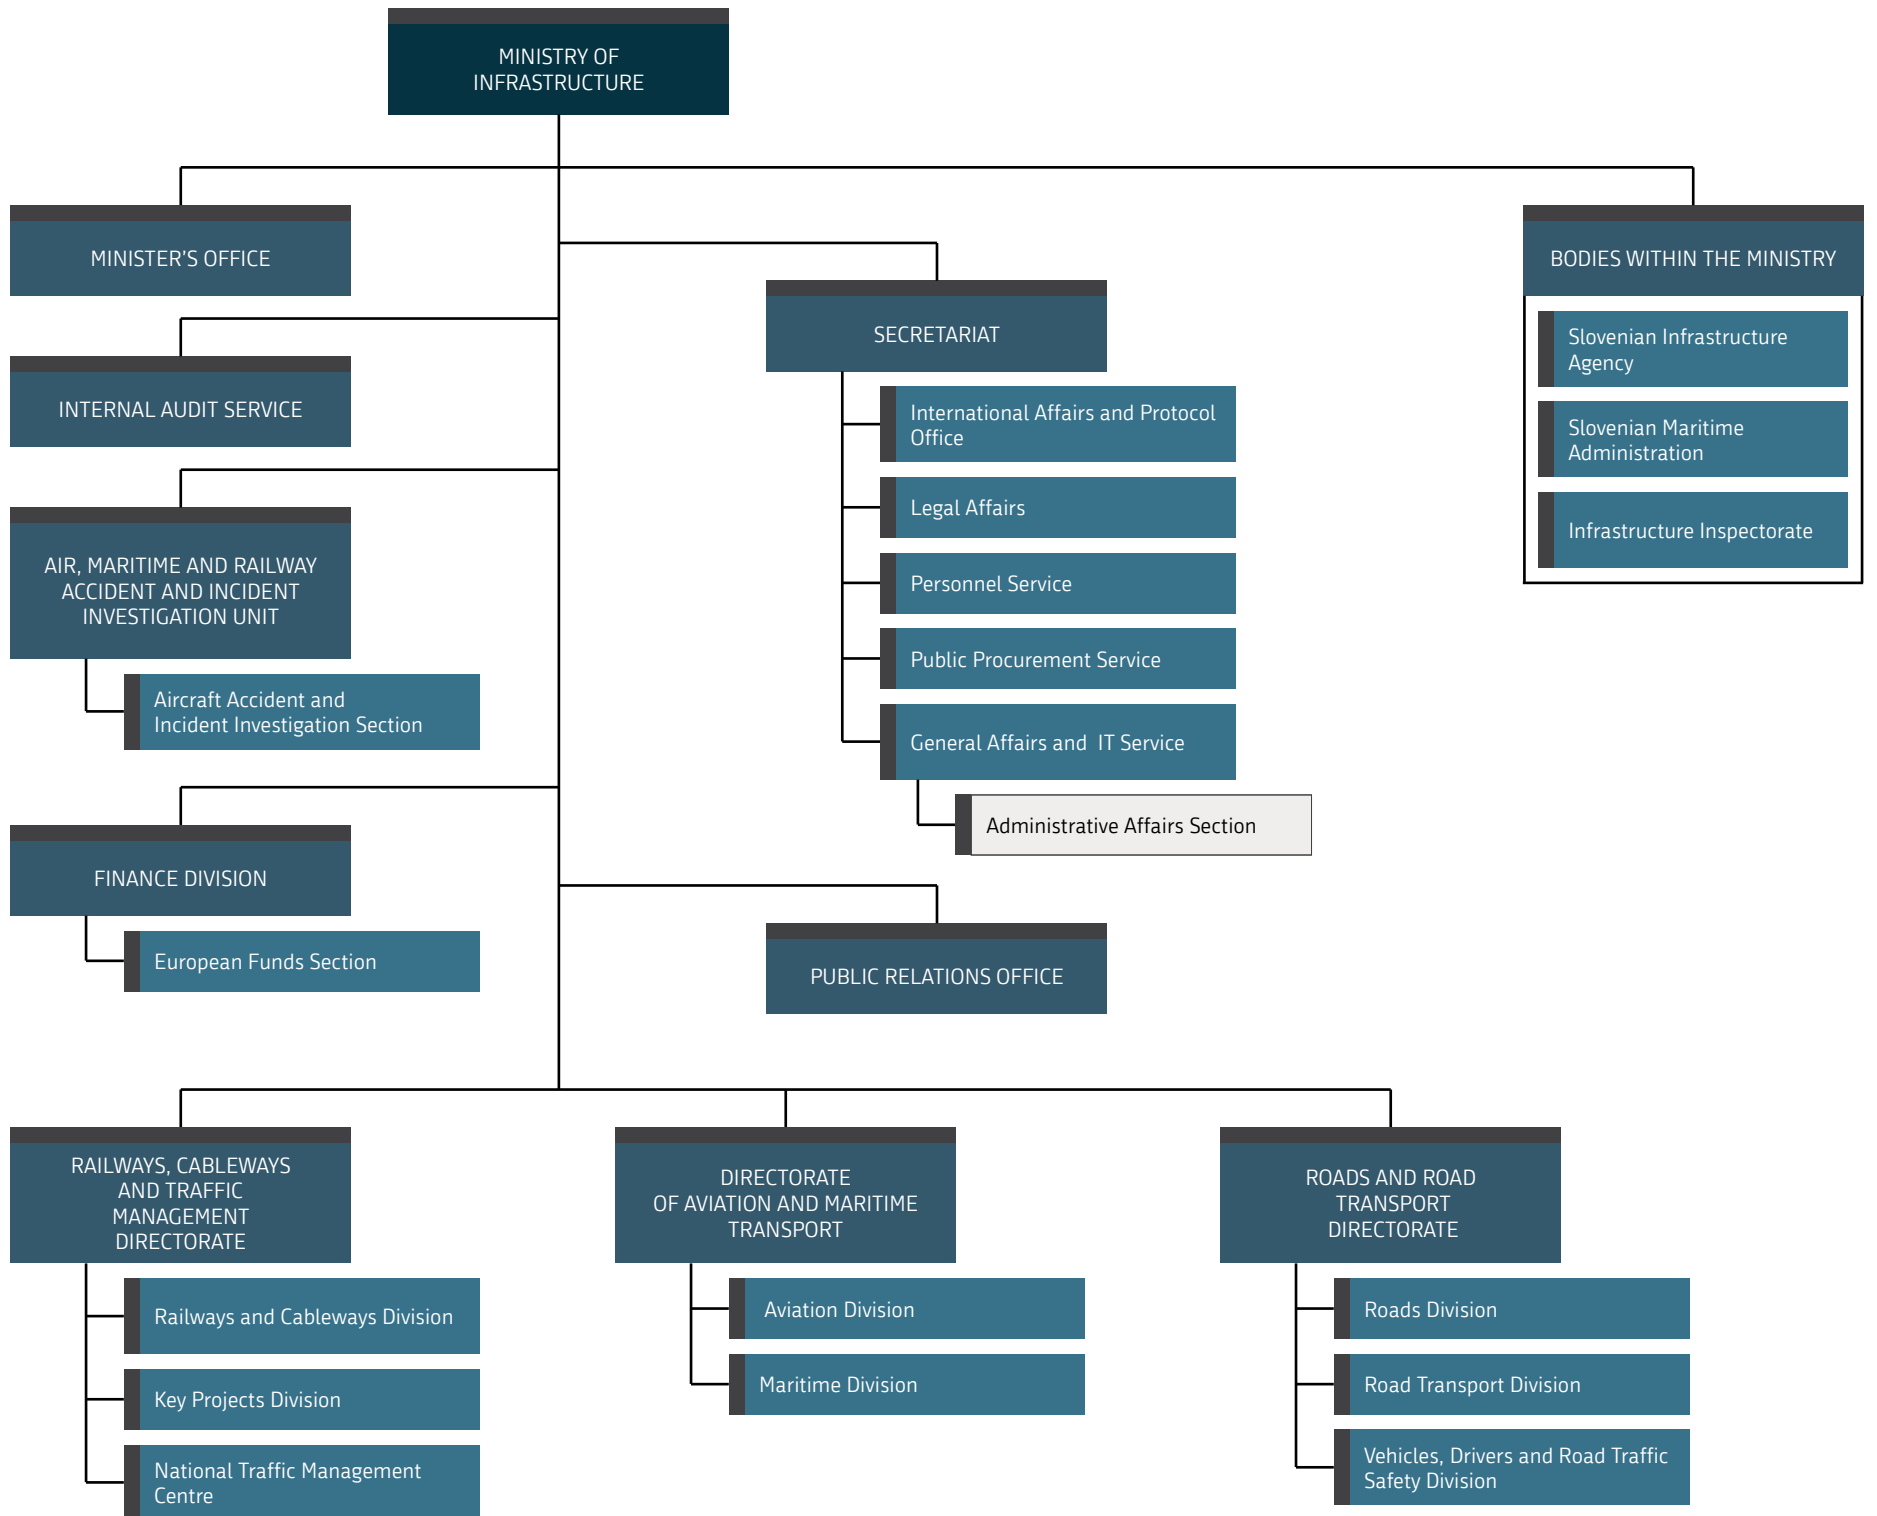 MINISTRY OF
INFRASTRUCTURE
MINISTER'S OFFICE
INTERNAL AUDIT SERVICE
AIR, MARITIME AND RAILWAY
ACCIDENT AND INCIDENT
INVESTIGATION UNIT
Aircraft Accident and
Incident Investigation Section
FINANCE DIVISION
European Funds Section
SECRETARIAT
International Affairs and Protocol
Office
Legal Affairs
Personnel Service
Public Procurement Service
General Affairs and IT Service
Administrative Affairs Section
PUBLIC RELATIONS OFFICE
BODIES WITHIN THE MINISTRY
Slovenian Infrastructure
Agency
Slovenian Maritime
Administration
Infrastructure Inspectorate
RAILWAYS, CABLEWAYS
AND TRAFFIC
MANAGEMENT
DIRECTORATE
Railways and Cableways Division
Key Projects Division
National Traffic Management
Centre
DIRECTORATE
OF AVIATION AND MARITIME
TRANSPORT
Aviation Division
Maritime Division
ROADS AND ROAD
TRANSPORT
DIRECTORATE
Roads Division
Road Transport Division
Vehicles, Drivers and Road Traffic
Safety Division